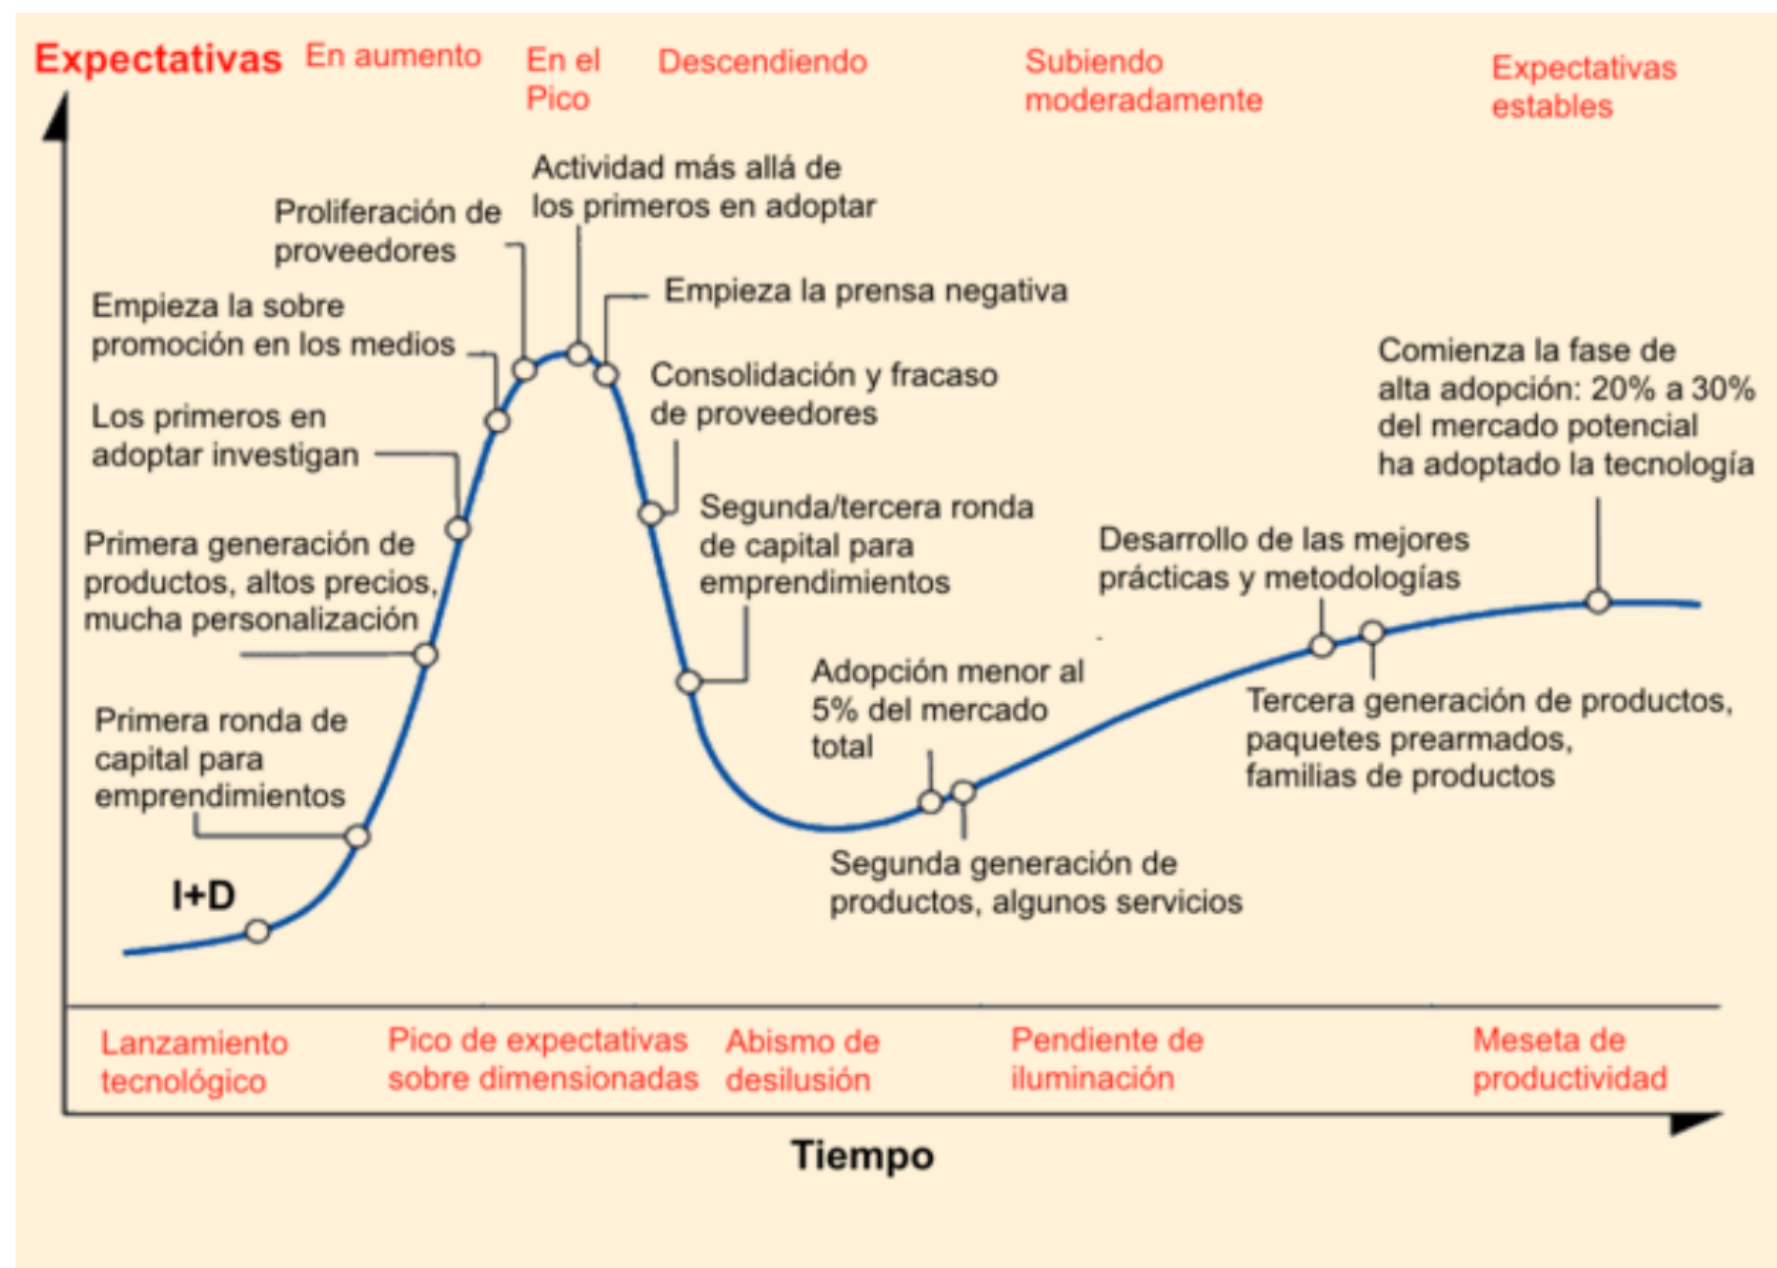 Expectativas
En aumento
En el
Pico
Descendiendo
Subiendo
moderadamente
Expectativas
estables
Actividad más allá de
los primeros en adoptar
Proliferación de
proveedores
Empieza la prensa negativa
Empieza la sobre
promoción en los medios
Consolidación y fracaso
de proveedores
Comienza la fase de
alta adopción: 20% a 30%
del mercado potencial
ha adoptado la tecnología
Los primeros en
adoptar investigan
Segunda/tercera ronda
de capital para
emprendimientos
Desarrollo de las mejores
prácticas y metodologías
Primera generación de
productos, altos precios,
mucha personalización
Adopción menor al
5% del mercado
total
Tercera generación de productos,
paquetes prearmados,
familias de productos
Primera ronda de
capital para
emprendimientos
Segunda generación de
productos, algunos servicios
I+D
Lanzamiento
tecnológico
Pico de expectativas
sobre dimensionadas
Abismo de
desilusión
Pendiente de
iluminación
Meseta de
productividad
Tiempo